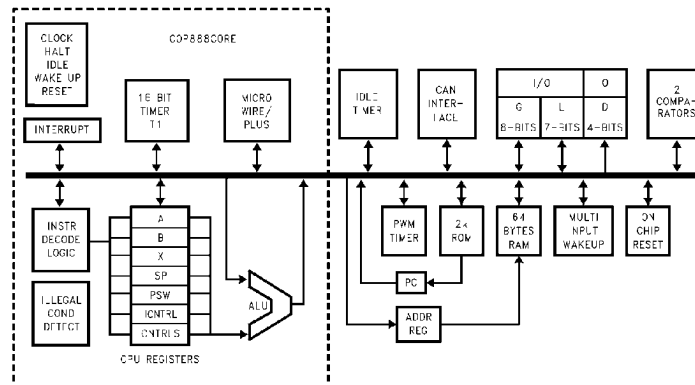 COP888CORE
CLOCK
HALT
IDLE
WAKE UP
RESET
INTERRUPT
16 BIT
TIMER
T1
MICRO
WIRE/
PLUS
IDLE
TIMER
CAN
INTER-
FACE
I/O
O
G
L
D
8-BITS
7-BITS
4-BITS
2
COMPA-
RATORS
INSTR
DECODE
LOGIC
ILLEGAL
COND
DETECT
A
B
X
SP
PSW
ICNTRL
CNTRLS
CPU REGISTERS
ALU
PWM
TIMER
2k
ROM
64
BYTES
RAM
MULTI
INPUT
WAKEUP
ON
CHIP
RESET
PC
ADDR
REG